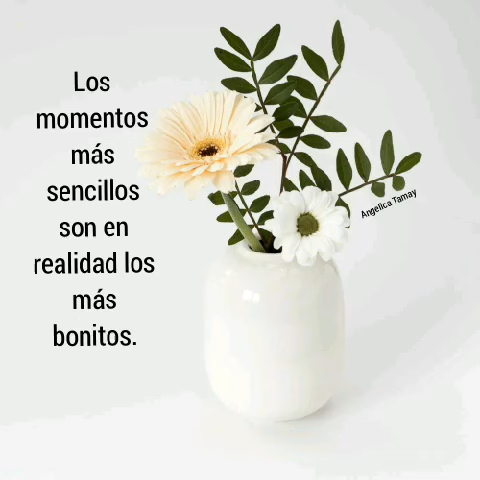 Los
momentos
más
sencillos
son en
realidad los
más
bonitos.
Angelica Tamay